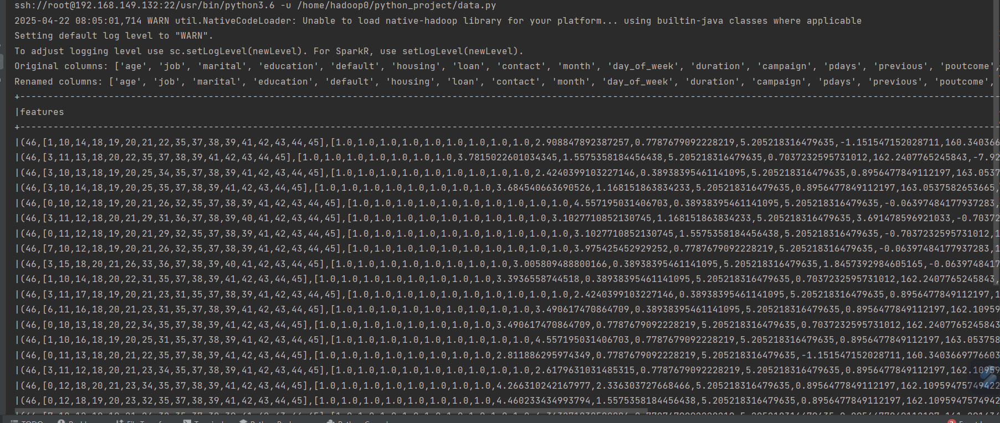 ssh://root@192.168.149.132:22/usr/bin/python3.6 -u /home/hadoop0/python_project/data.py
2025-04-22 08:05:01,714 WARN util.NativeCodeLoader: Unable to load native-hadoop library for your platform... using builtin-java classes where applicable
Setting default log level to "WARN".
To adjust logging level use sc.setLogLevel(newLevel). For SparkR, use setLogLevel(newLevel).
Original columns: ['age', 'job', 'marital', 'education', 'default', 'housing', 'loan', 'contact', 'month', 'day_of_week', 'duration', 'campaign', 'pdays', 'previous', 'poutcome',
Renamed columns: ['age', 'job', 'marital', 'education', 'default', 'housing', 'loan', 'contact', 'month', 'day_of_week', 'duration', 'campaign', 'pdays', 'previous', 'poutcome',
|features
|(46,[1,10,14,18,19,20,21,22,35,37,38,39,41,42,43,44,45],[1.0,1.0,1.0,1.0,1.0,1.0,1.0,1.0,1.0,2.908847892387257,0.7787679092228219,5.205218316479635,-1.151547152028711,160.340366
|(46,[3,11,13,18,20,22,35,37,38,39,41,42,43,44,45],[1.0,1.0,1.0,1.0,1.0,1.0,1.0,3.7815022601034345,1.5575358184456438,5.205218316479635,0.7037232595731012,162.2407765245843,-7.92
|(46,[3,10,13,18,19,20,25,34,35,37,38,39,41,42,43,44,45],[1.0,1.0,1.0,1.0,1.0,1.0,1.0,1.0,1.0,2.4240399103227146,0.38938395461141095,5.205218316479635,0.8956477849112197,163.0537
|(46,[3,10,14,18,19,20,25,35,37,38,39,41,42,43,44,45],[1.0,1.0,1.0,1.0,1.0,1.0,1.0,1.0,3.684540663690526,1.168151863834233,5.205218316479635,0.8956477849112197,163.0537582653665,
|(46,[0,10,12,18,19,20,21,26,32,35,37,38,39,41,42,43,44,45],[1.0,1.0,1.0,1.0,1.0,1.0,1.0,1.0,1.0,1.0,4.557195031406703,0.38938395461141095,5.205218316479635,-0.06397484177937283,
|(46,[3,11,12,18,20,21,29,31,36,37,38,39,40,41,42,43,44,45],[1.0,1.0,1.0,1.0,1.0,1.0,1.0,1.0,1.0,3.1027710852130745,1.168151863834233,5.205218316479635,3.691478596921033,-0.70372
|(46,[0,11,12,18,19,20,21,29,32,35,37,38,39,41,42,43,44,45],[1.0,1.0,1.0,1.0,1.0,1.0,1.0,1.0,1.0,1.0,3.1027710852130745,1.5575358184456438,5.205218316479635,-0.7037232595731012,1
|(46,[7,10,12,18,19,20,21,26,32,35,37,38,39,41,42,43,44,45],[1.0,1.0,1.0,1.0,1.0,1.0,1.0,1.0,1.0,1.0,3.975425452929252,0.7787679092228219,5.205218316479635,-0.06397484177937283,1
|(46,[3,15,18,20,21,26,33,36,37,38,39,40,41,42,43,44,45],[1.0,1.0,1.0,1.0,1.0,1.0,1.0,1.0,3.005809488800166,0.38938395461141095,5.205218316479635,1.8457392984605165,-0.0639748417
|(46,[1,10,14,18,20,22,31,35,37,38,39,41,42,43,44,45],[1.0,1.0,1.0,1.0,1.0,1.0,1.0,1.0,3.3936558744518,0.38938395461141095,5.205218316479635,0.7037232595731012,162.2407765245843,
|(46,[3,11,17,18,19,20,21,23,31,35,37,38,39,41,42,43,44,45],[1.0,1.0,1.0,1.0,1.0,1.0,1.0,1.0,1.0,1.0,2.4240399103227146,0.38938395461141095,5.205218316479635,0.8956477849112197,1
|(46,[6,11,16,18,20,21,23,31,35,37,38,39,41,42,43,44,45],[1.0,1.0,1.0,1.0,1.0,1.0,1.0,1.0,1.0,3.490617470864709,0.38938395461141095,5.205218316479635,0.8956477849112197,162.10959
|(46,[0,10,13,18,20,22,34,35,37,38,39,41,42,43,44,45],[1.0,1.0,1.0,1.0,1.0,1.0,1.0,1.0,3.490617470864709,0.7787679092228219,5.205218316479635,0.7037232595731012,162.2407765245843
|(46,[1,10,16,18,19,20,25,31,35,37,38,39,41,42,43,44,45],[1.0,1.0,1.0,1.0,1.0,1.0,1.0,1.0,1.0,4.557195031406703,0.7787679092228219,5.205218316479635,0.8956477849112197,163.053758
|(46,[0,11,13,18,20,21,22,35,37,38,39,41,42,43,44,45],[1.0,1.0,1.0,1.0,1.0,1.0,1.0,1.0,2.811886295974349,0.7787679092228219,5.205218316479635,-1.151547152028711,160.3403669776603
|(46,[3,11,12,18,20,21,23,34,35,37,38,39,41,42,43,44,45],[1.0,1.0,1.0,1.0,1.0,1.0,1.0,1.0,1.0,2.6179631031485315,0.7787679092228219,5.205218316479635,0.8956477849112197,162.10959
|(46,[0,12,18,20,21,23,34,35,37,38,39,41,42,43,44,45],[1.0,1.0,1.0,1.0,1.0,1.0,1.0,1.0,4.266310242167977,2.336303727668466,5.205218316479635,0.8956477849112197,162.1095947574942​2
|(46,[0,12,18,19,20,23,32,35,37,38,39,41,42,43,44,45],[1.0,1.0,1.0,1.0,1.0,1.0,1.0,1.0,4.460233434993794,1.5575358184456438,5.205218316479635,0.8956477849112197,162.1095947574942